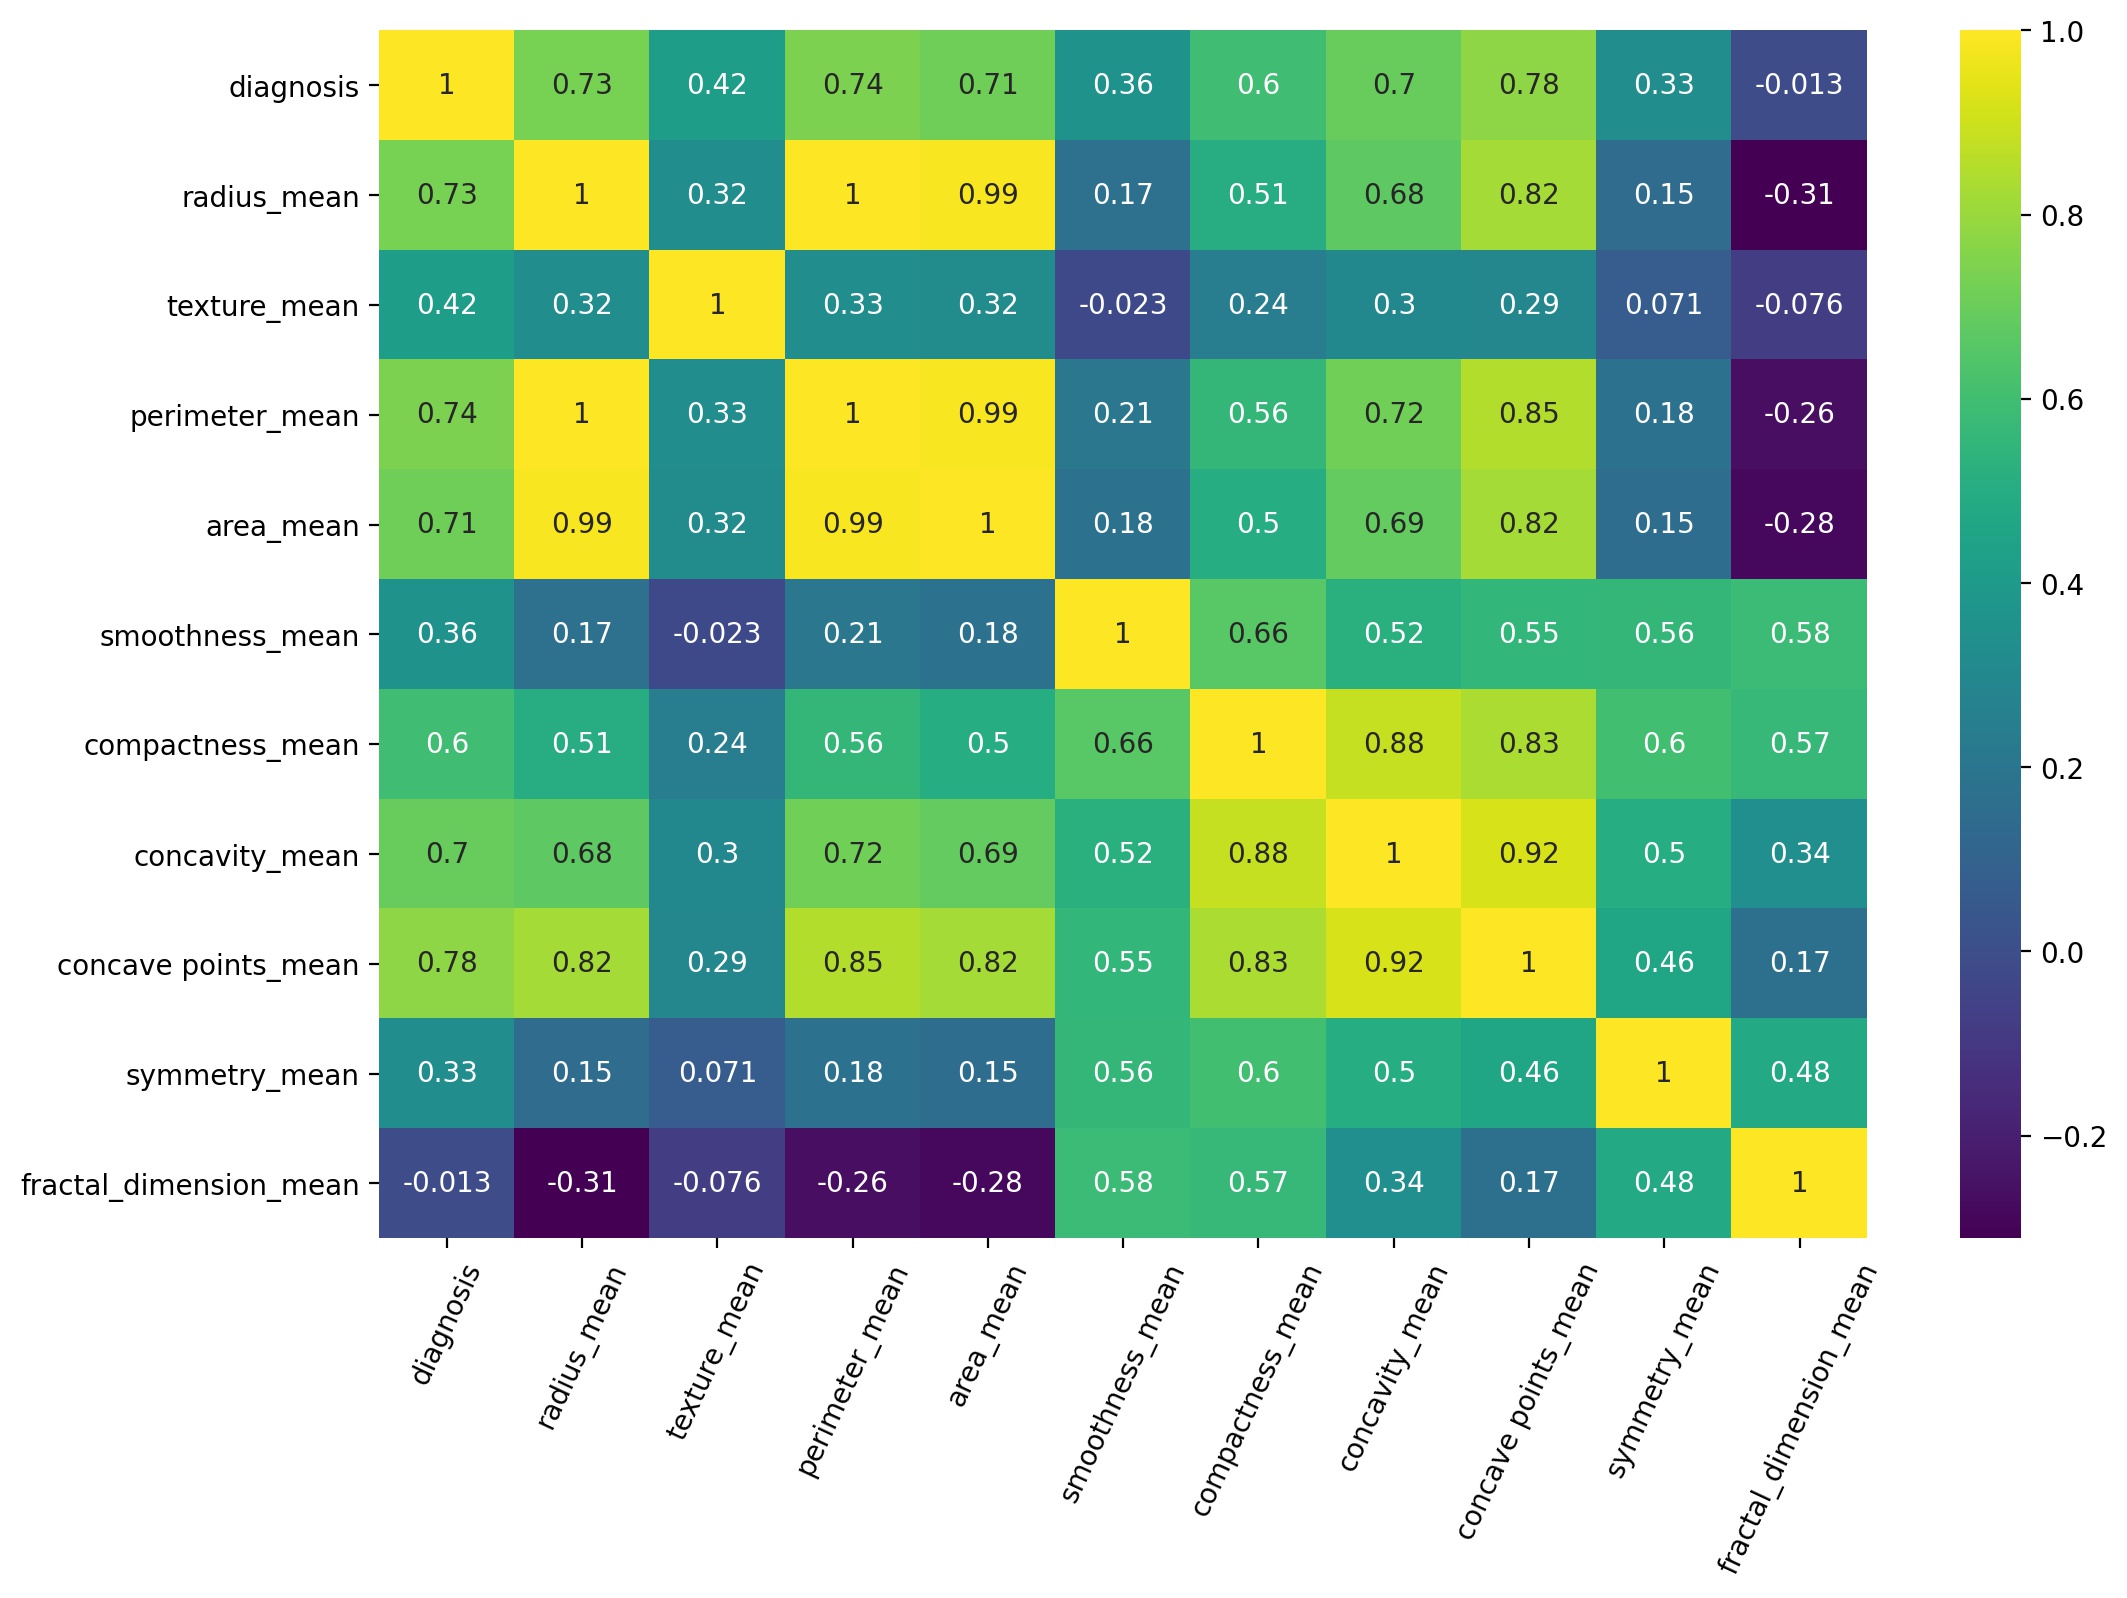 diagnosis 1 0.73 0.42 0.74 0.71 0.36 0.6 0.7 0.78 0.33 -0.013
radius_mean 0.73 1 0.32 1 0.99 0.17 0.51 0.68 0.82 0.15 -0.31
texture_mean 0.42 0.32 1 0.33 0.32 -0.023 0.24 0.3 0.29 0.071 -0.076
perimeter_mean 0.74 1 0.33 1 0.99 0.21 0.56 0.72 0.85 0.18 -0.26
area_mean 0.71 0.99 0.32 0.99 1 0.18 0.5 0.69 0.82 0.15 -0.28
smoothness_mean 0.36 0.17 -0.023 0.21 0.18 1 0.66 0.52 0.55 0.56 0.58
compactness_mean 0.6 0.51 0.24 0.56 0.5 0.66 1 0.88 0.83 0.6 0.57
concavity_mean 0.7 0.68 0.3 0.72 0.69 0.52 0.88 1 0.92 0.5 0.34
concave points_mean 0.78 0.82 0.29 0.85 0.82 0.55 0.83 0.92 1 0.46 0.17
symmetry_mean 0.33 0.15 0.071 0.18 0.15 0.56 0.6 0.5 0.46 1 0.48
fractal_dimension_mean -0.013 -0.31 -0.076 -0.26 -0.28 0.58 0.57 0.34 0.17 0.48 1
diagnosis
radius_mean
texture_mean
perimeter_mean
area_mean
smoothness_mean
compactness_mean
concavity_mean
concave points_mean
symmetry_mean
fractal_dimension_mean
1.0
0.8
0.6
0.4
0.2
0.0
−0.2